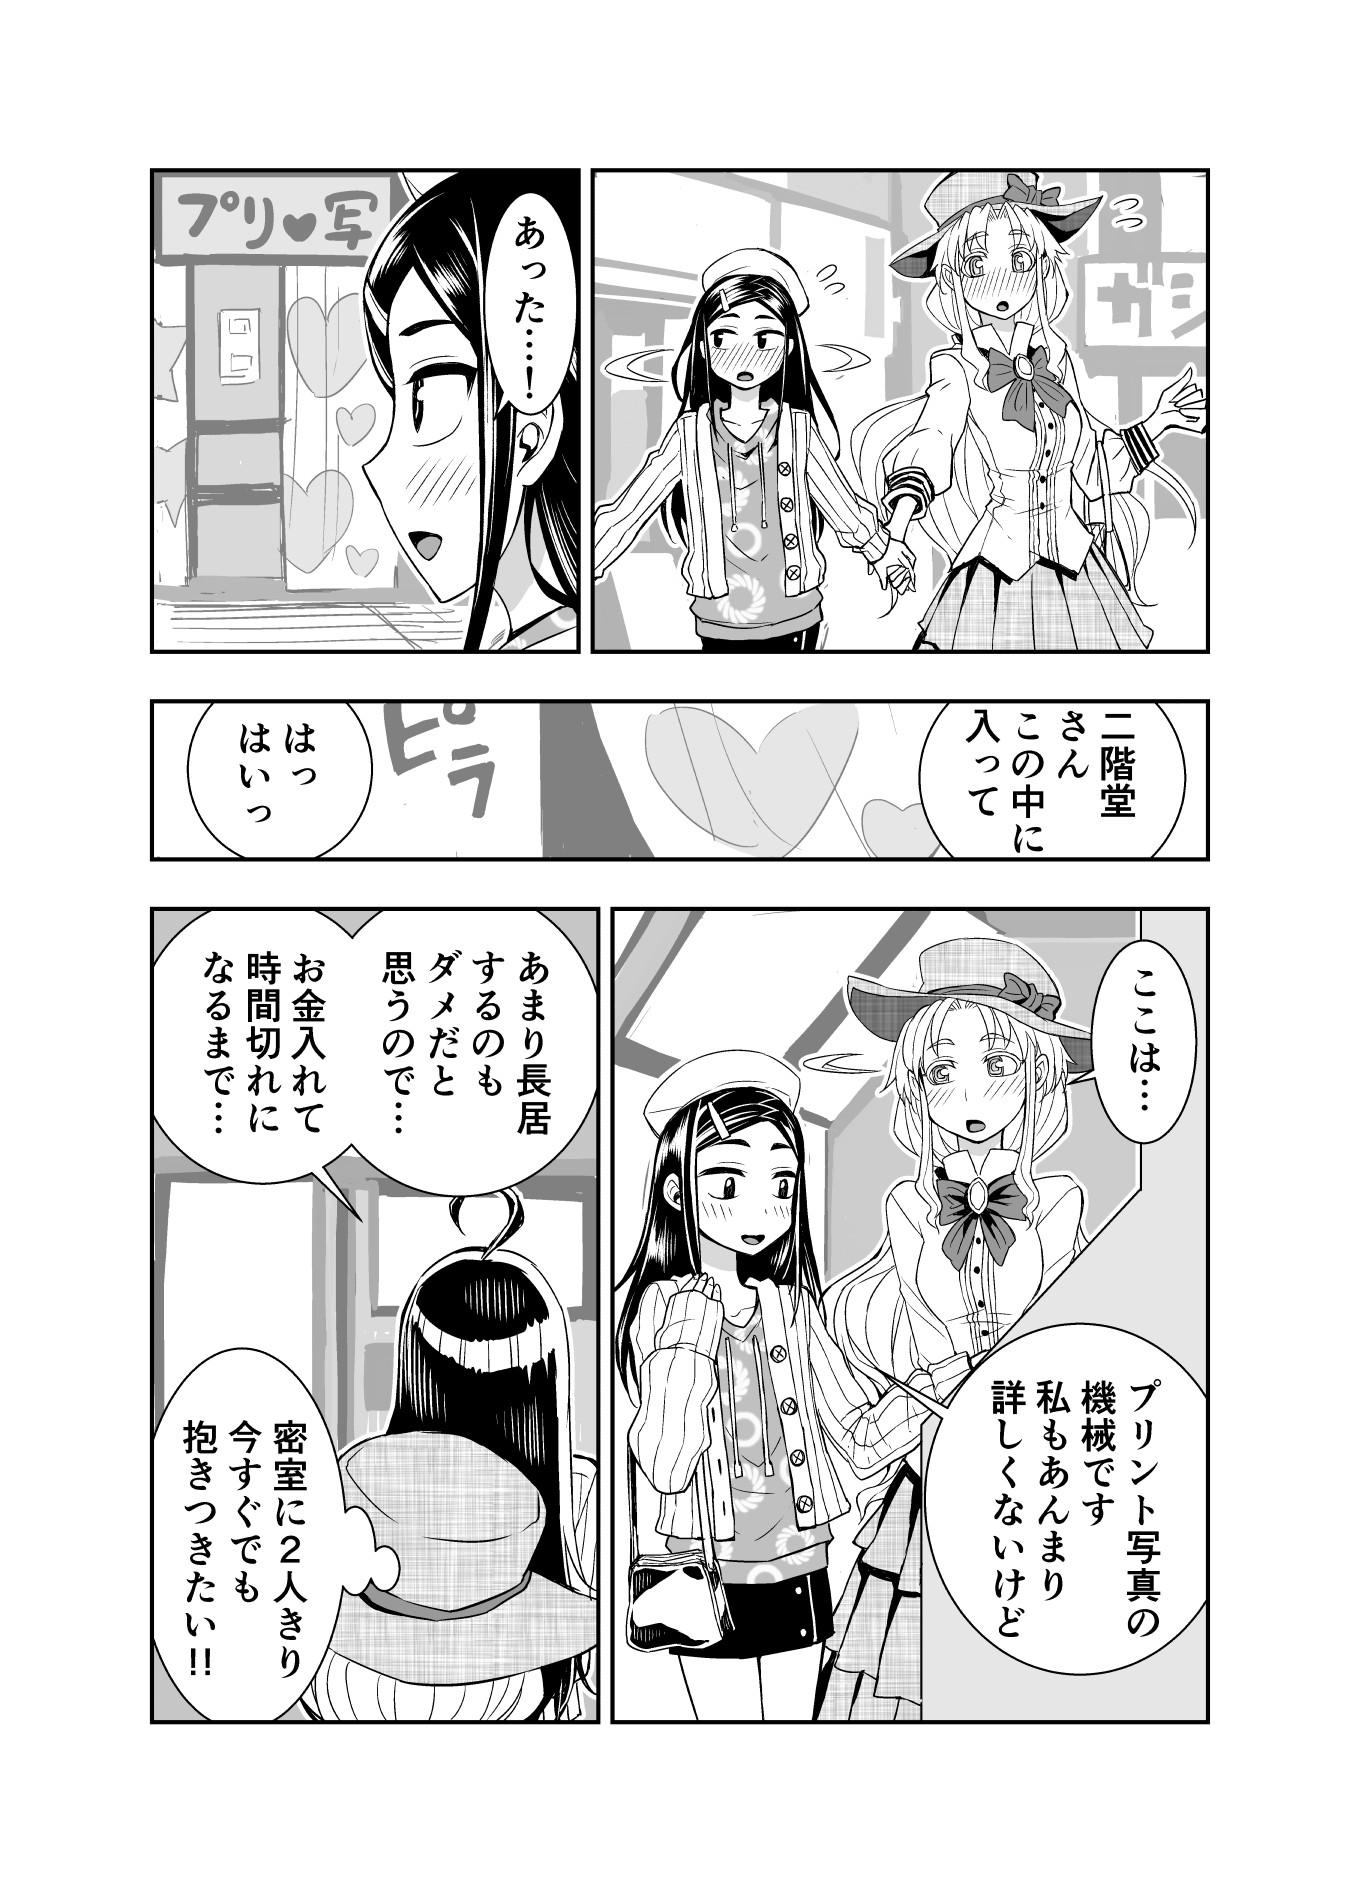 ガシ
プリ♥写
あった……！
二階堂
さん
この中に
入って
ピラ
はっ
はいっ
ここは…
プリント写真の
機械です
私もあんまり
詳しくないけど
あまり長居
するのも
ダメだと
思うので…
お金入れて
時間切れに
なるまで…
密室に2人きり
今すぐでも
抱きつきたい!!